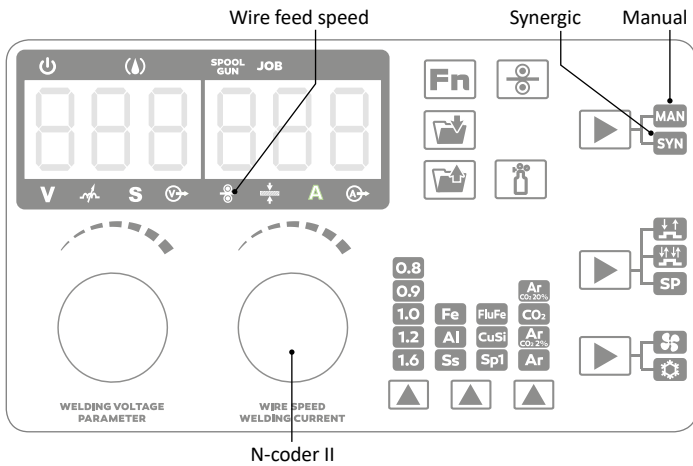 Wire feed speed
Synergic
Manual
SPOOL GUN
JOB
Fn
MAN
SYN
V
S
V
A
A
0.8
0.9
1.0
1.2
1.6
Fe
Al
Ss
FluFe
CuSi
Sp1
Ar CO₂ 20%
CO₂
Ar CO₂ 2%
Ar
SP
WELDING VOLTAGE
PARAMETER
WIRE SPEED
WELDING CURRENT
N-coder II